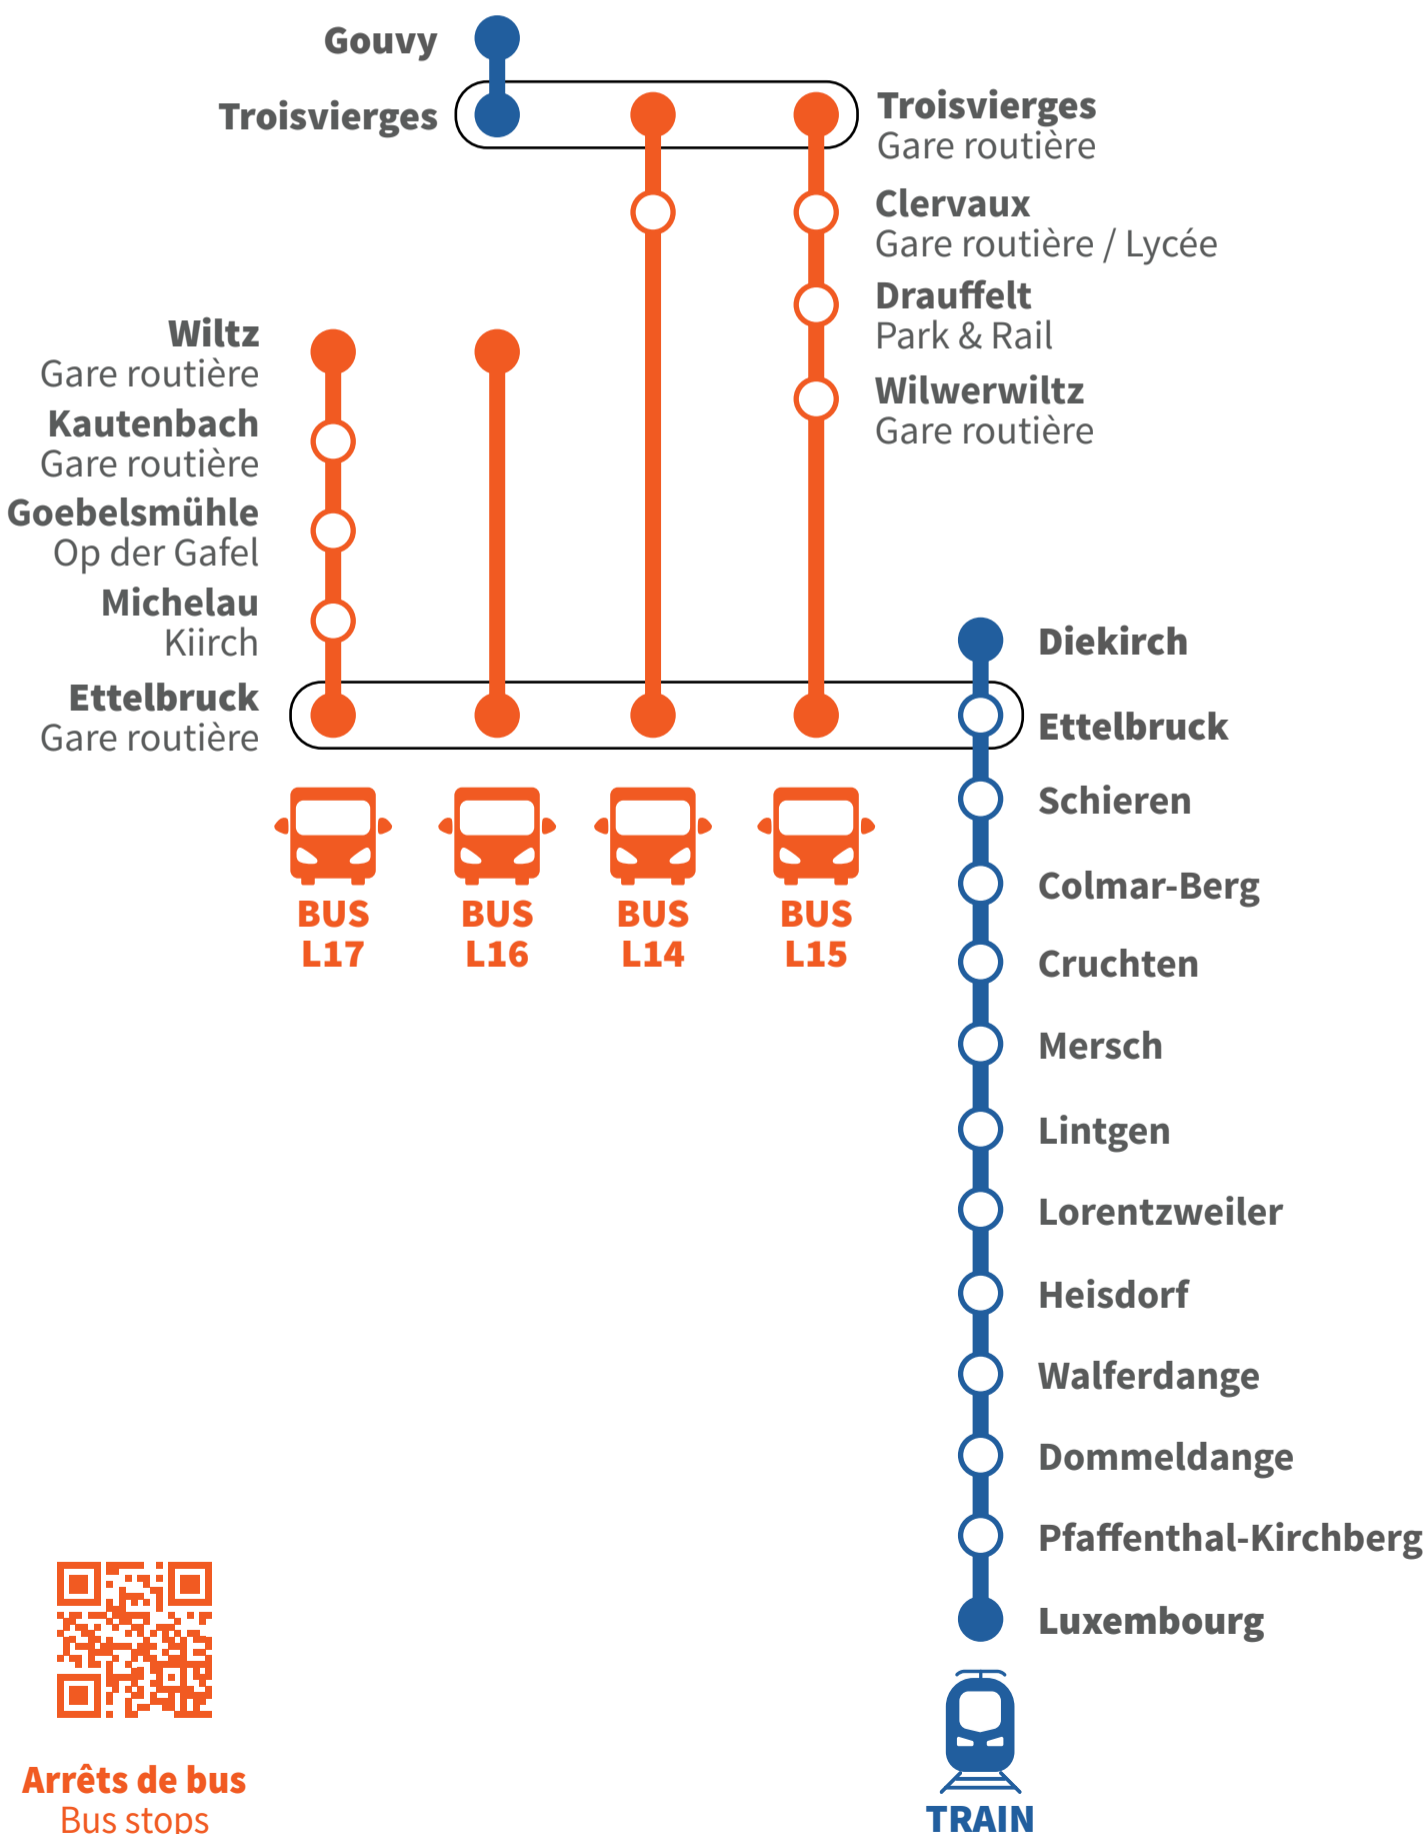 Gouvy
Troisvierges
Troisvierges
Gare routière
Clervaux
Gare routière / Lycée
Drauffelt
Park & Rail
Wilwerwiltz
Gare routière
Wiltz
Gare routière
Kautenbach
Gare routière
Goebelsmühle
Op der Gafel
Michelau
Kiirch
Ettelbruck
Gare routière
BUS
L17
BUS
L16
BUS
L14
BUS
L15
Diekirch
Ettelbruck
Schieren
Colmar-Berg
Cruchten
Mersch
Lintgen
Lorentzweiler
Heisdorf
Walferdange
Dommeldange
Pfaffenthal-Kirchberg
Luxembourg
TRAIN
Arrêts de bus
Bus stops